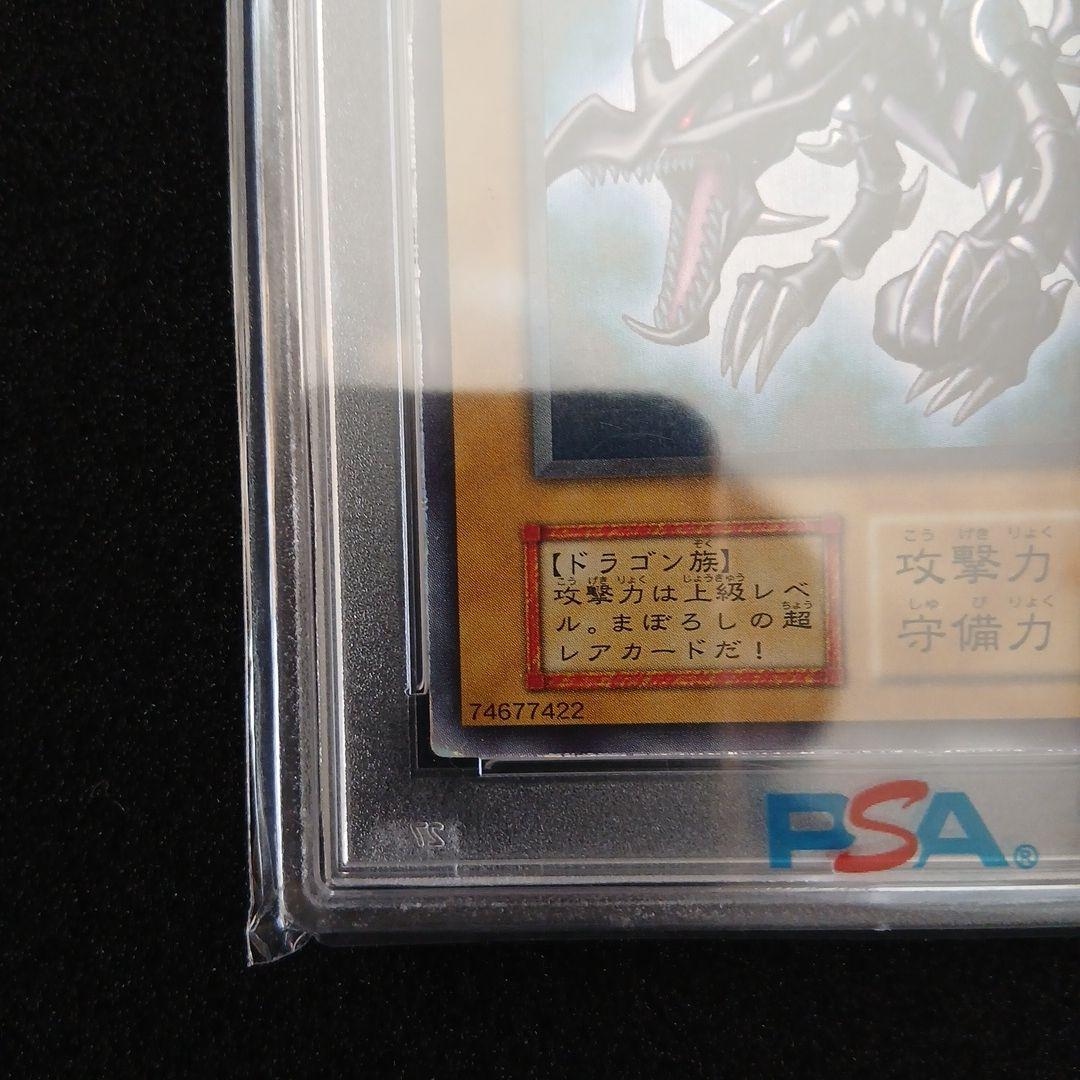 【ドラゴン族】
攻撃力は上級レベ
ル。まぼろしの超
レアカードだ！
攻撃力
守備力
74677422
PSA®